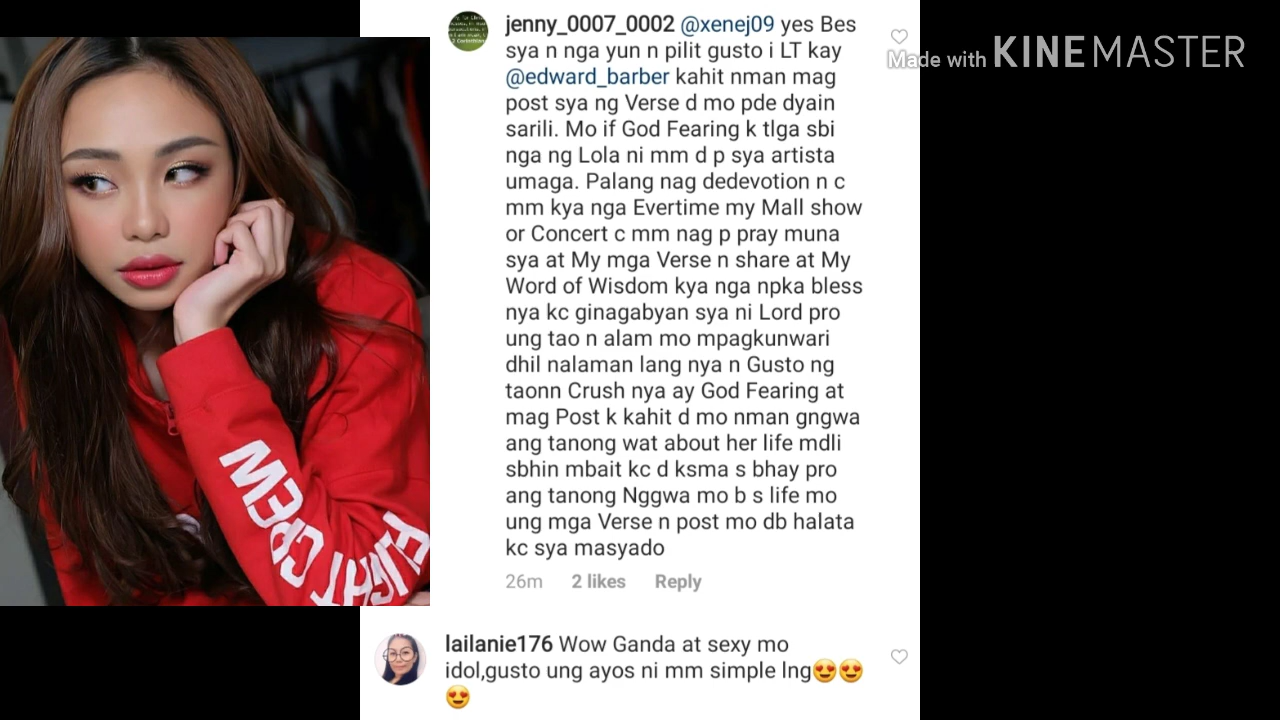 jenny_0007_0002 @xenej09 yes Bes
sya n nga yun n pilit gusto i LT kay
@edward_barber kahit nman mag
post sya ng Verse d mo pde dyain
sarili. Mo if God Fearing k tlga sbi
nga ng Lola ni mm d p sya artista
umaga. Palang nag dedevotion n c
mm kya nga Evertime my Mall show
or Concert c mm nag p pray muna
sya at My mga Verse n share at My
Word of Wisdom kya nga npka bless
nya kc ginagabyan sya ni Lord pro
ung tao n alam mo mpagkunwari
dhil nalaman lang nya n Gusto ng
taonn Crush nya ay God Fearing at
mag Post k kahit d mo nman gngwa
ang tanong wat about her life mdli
sbhin mbait kc d ksma s bhay pro
ang tanong Nggwa mo b s life mo
ung mga Verse n post mo db halata
kc sya masyado
26m 2 likes Reply
lailanie176 Wow Ganda at sexy mo
idol,gusto ung ayos ni mm simple lng😍😍
😍
Made with KINEMASTER
FLIGHT CREW